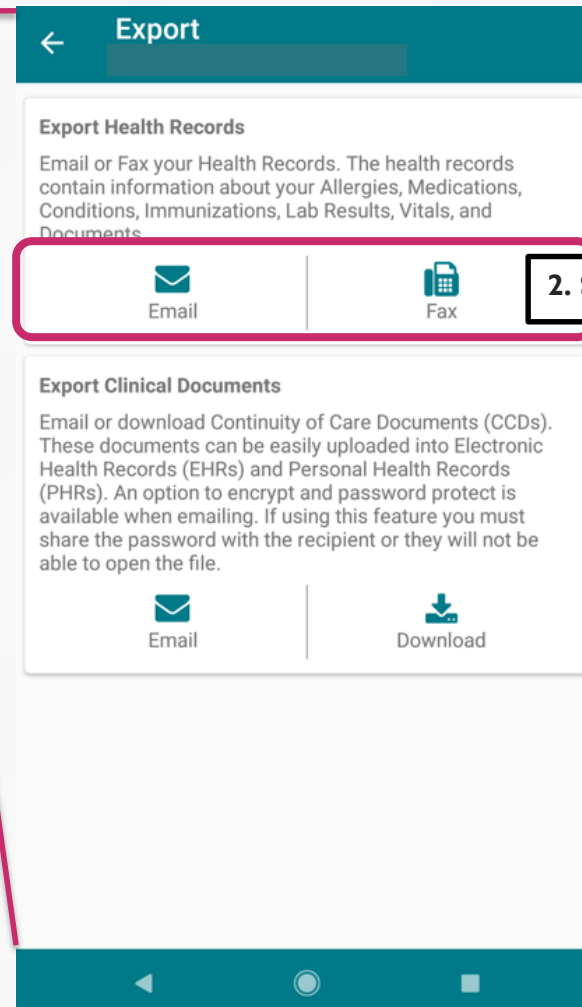 Export
Export Health Records
Email or Fax your Health Records. The health records
contain information about your Allergies, Medications,
Conditions, Immunizations, Lab Results, Vitals, and
Documents
Email
Fax
2.
Export Clinical Documents
Email or download Continuity of Care Documents (CCDs).
These documents can be easily uploaded into Electronic
Health Records (EHRs) and Personal Health Records
(PHRs). An option to encrypt and password protect is
available when emailing. If using this feature you must
share the password with the recipient or they will not be
able to open the file.
Email
Download